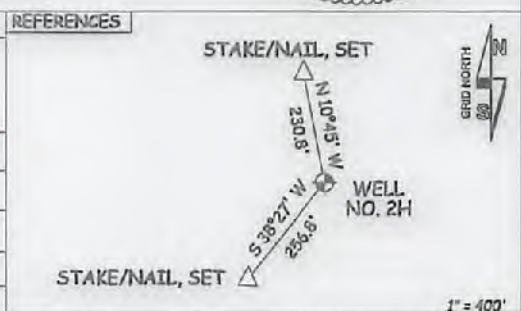 REFERENCES
STAKE/NAIL, SET
GRID NORTH
N
N 10°45' W
230.8'
WELL
NO. 2H
S 38°27' W
256.8'
STAKE/NAIL, SET
1" = 400'